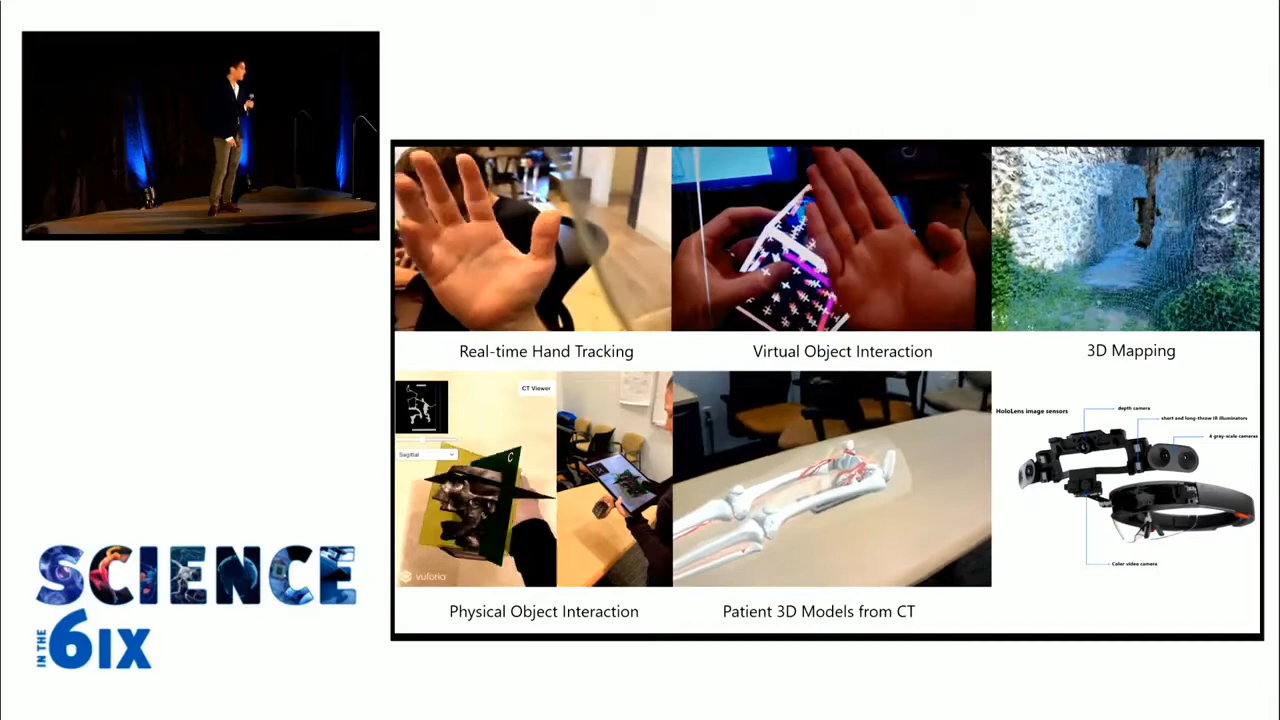 Real-time Hand Tracking
Virtual Object Interaction
3D Mapping
CT Viewer
Sagittal
C
vuforia
HoloLens image sensors
depth camera
short and long-throw IR illuminators
4 gray-scale cameras
Color video camera
Physical Object Interaction
Patient 3D Models from CT
SCIENCE
IN THE
6IX